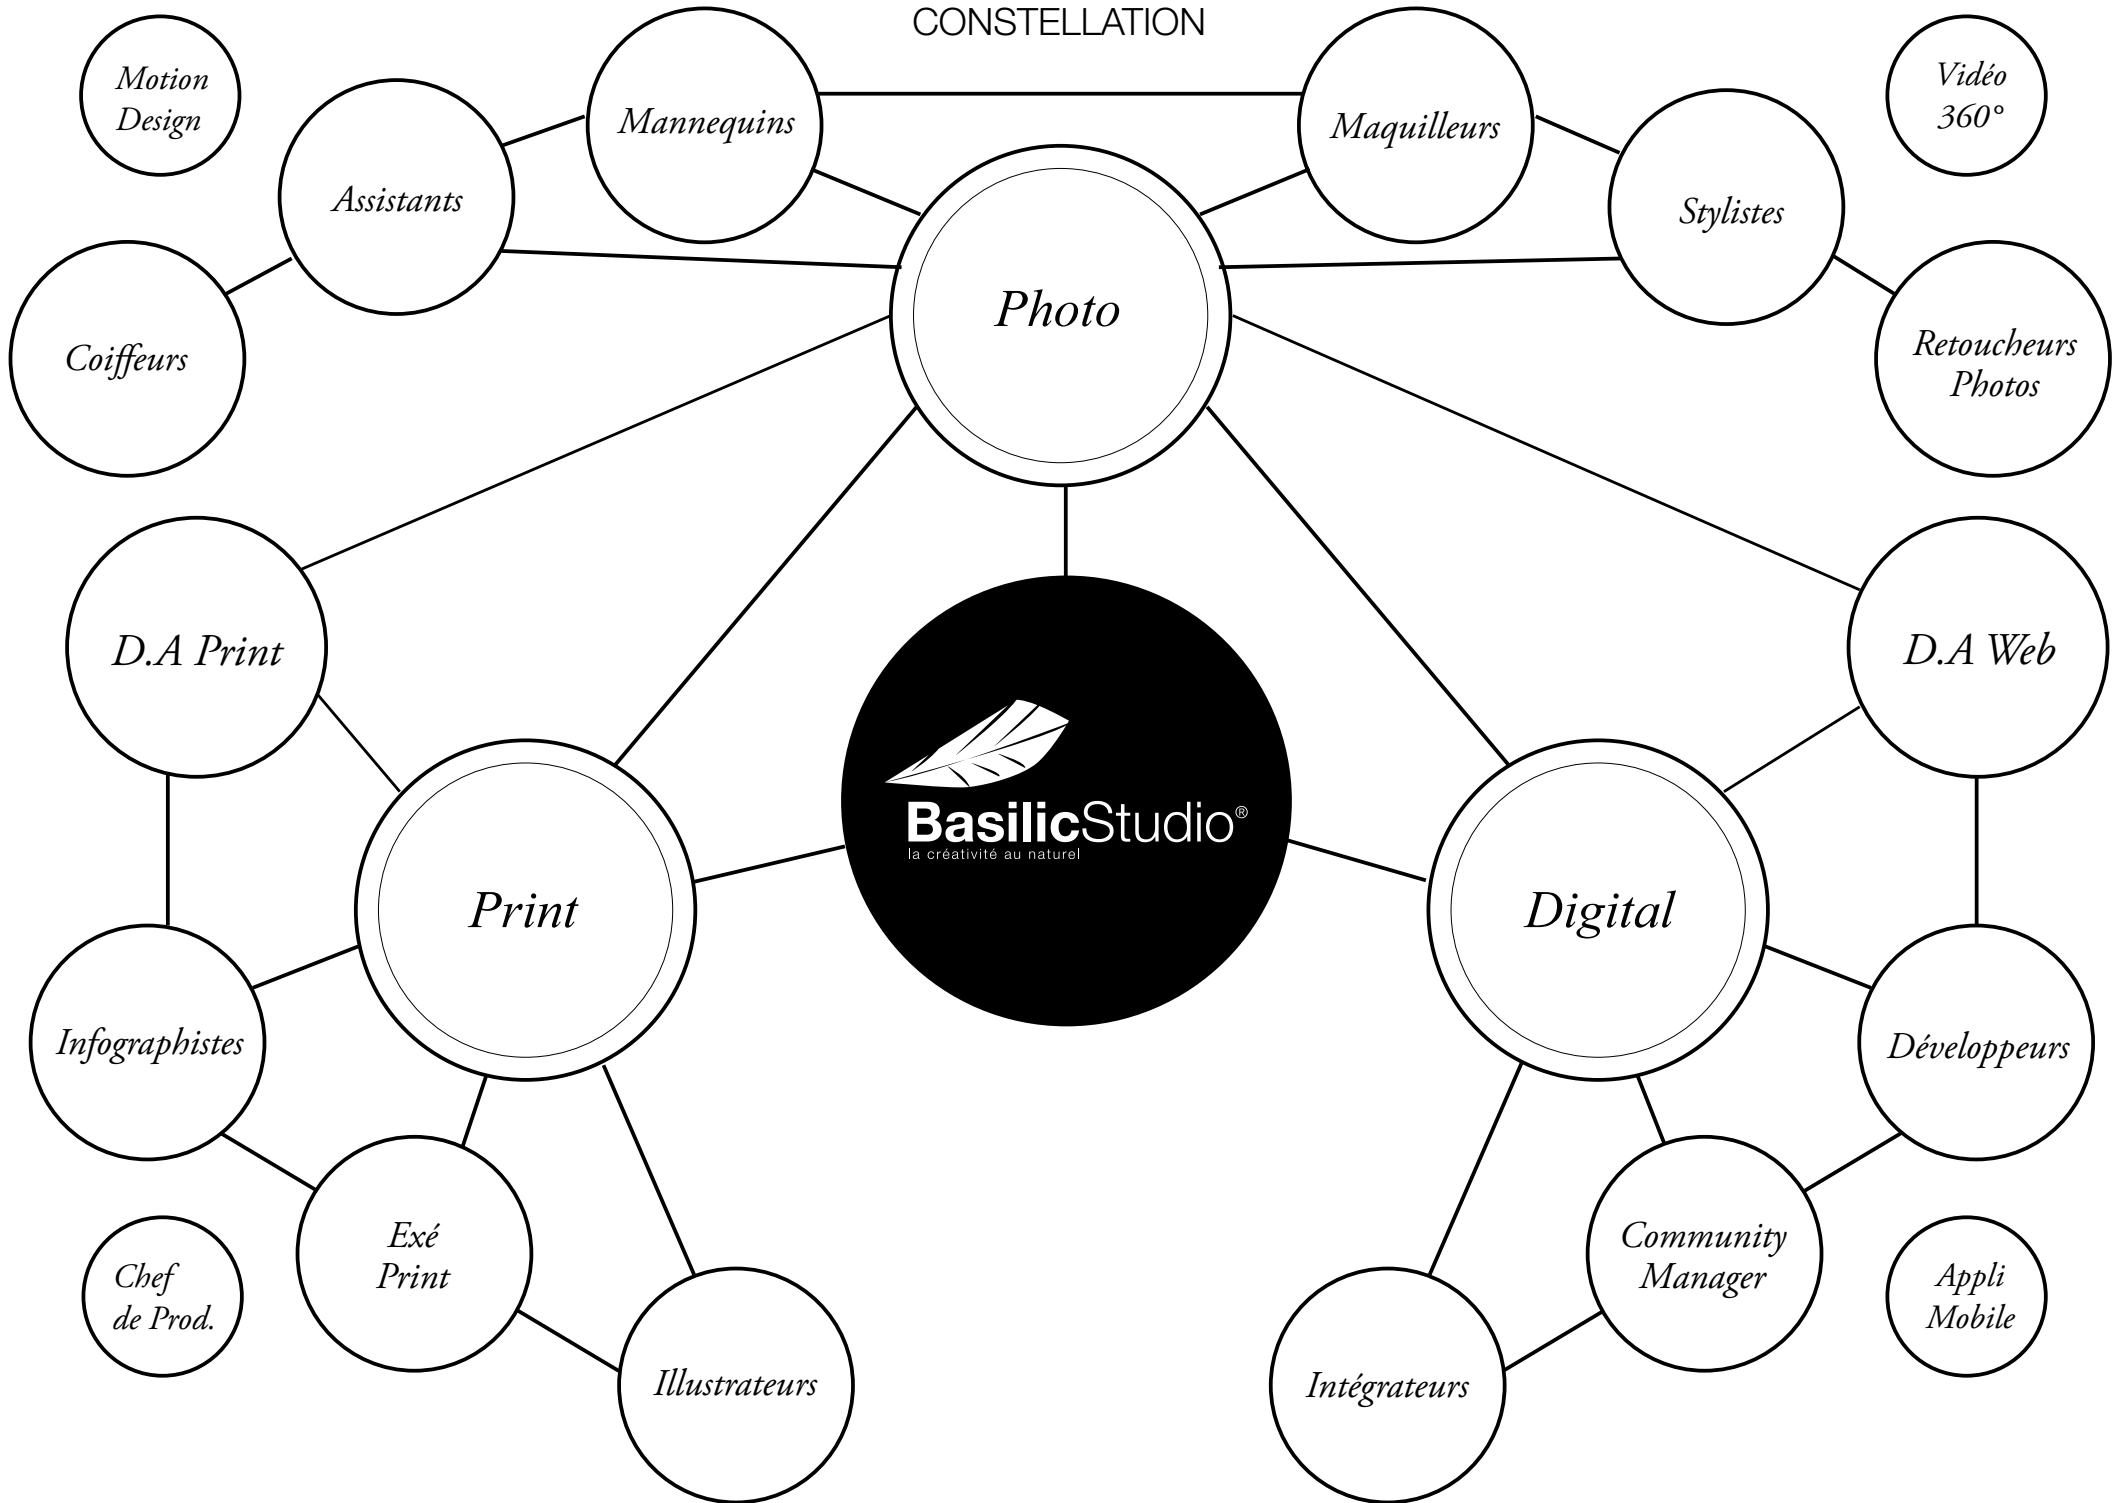 CONSTELLATION
Motion
Design
Mannequins
Maquilleurs
Vidéo
360°
Assistants
Stylistes
Coiffeurs
Photo
Retoucheurs
Photos
D.A Print
D.A Web
BasilicStudio®
la créativité au naturel
Print
Digital
Infographistes
Développeurs
Exé
Print
Community
Manager
Chef
de Prod.
Appli
Mobile
Illustrateurs
Intégrateurs